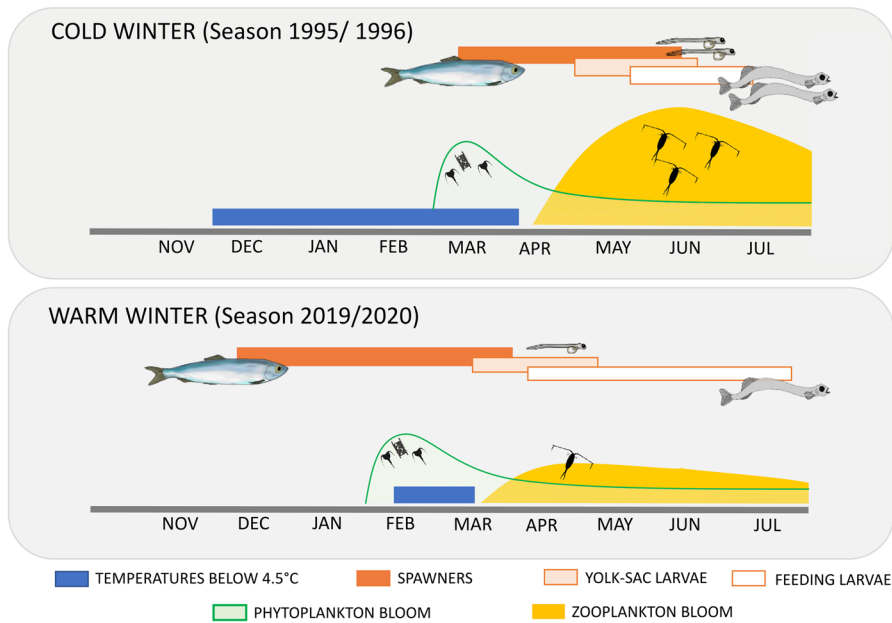 COLD WINTER (Season 1995/ 1996)
NOV DEC JAN FEB MAR APR MAY JUN JUL
WARM WINTER (Season 2019/2020)
NOV DEC JAN FEB MAR APR MAY JUN JUL
TEMPERATURES BELOW 4.5°C SPAWNERS YOLK-SAC LARVAE FEEDING LARVAE
PHYTOPLANKTON BLOOM ZOOPLANKTON BLOOM